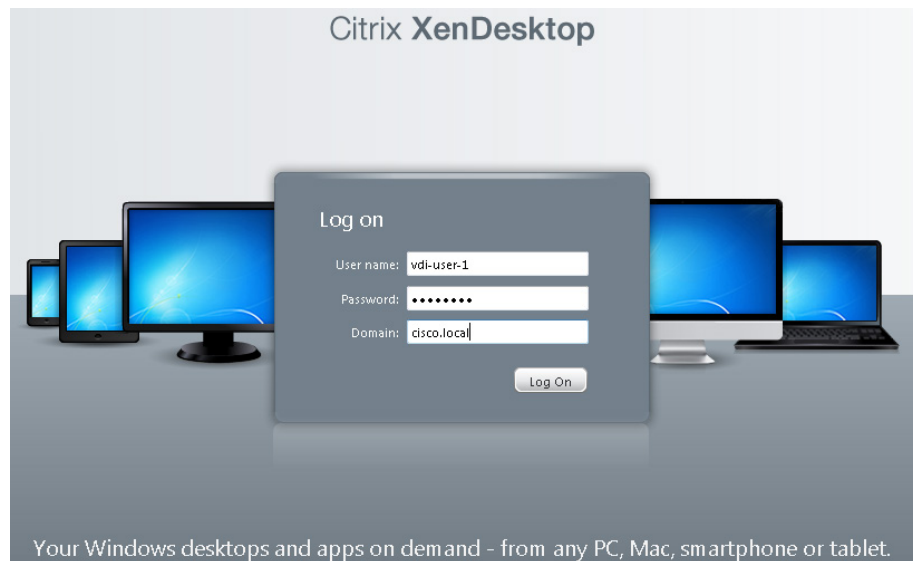 Citrix XenDesktop
Log on
User name: vdi-user-1
Password: ••••••••
Domain: cisco.local
Log On
Your Windows desktops and apps on demand - from any PC, Mac, smartphone or tablet.